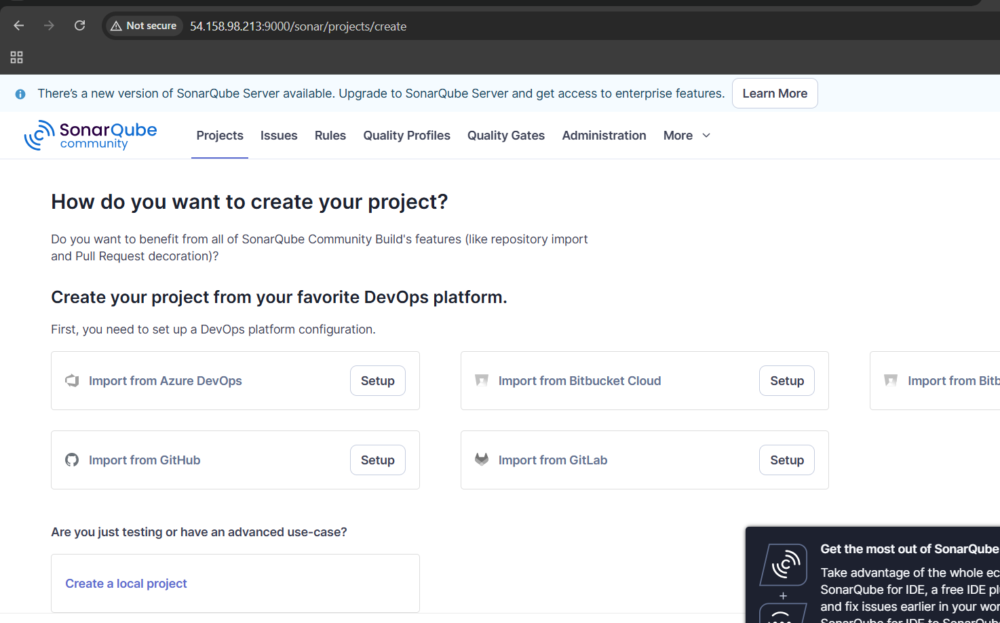 Not secure 54.158.98.213:9000/sonar/projects/create
There's a new version of SonarQube Server available. Upgrade to SonarQube Server and get access to enterprise features. Learn More
SonarQube community Projects Issues Rules Quality Profiles Quality Gates Administration More
How do you want to create your project?
Do you want to benefit from all of SonarQube Community Build's features (like repository import
and Pull Request decoration)?
Create your project from your favorite DevOps platform.
First, you need to set up a DevOps platform configuration.
Import from Azure DevOps Setup Import from Bitbucket Cloud Setup Import from Bitb
Import from GitHub Setup Import from GitLab Setup
Are you just testing or have an advanced use-case?
Create a local project
Get the most out of SonarQube
Take advantage of the whole ec
SonarQube for IDE, a free IDE pl
and fix issues earlier in your wor
SonarQube for IDE to SonarQube